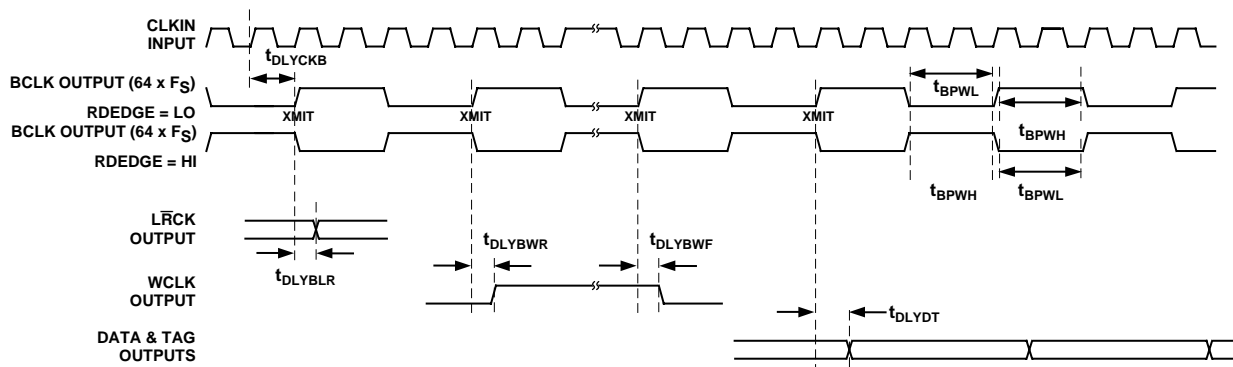 CLKIN
INPUT
tDLYCKB
BCLK OUTPUT (64 x FS)
tBPWL
RDEDGE = LO
XMIT XMIT XMIT XMIT
BCLK OUTPUT (64 x FS)
tBPWH
RDEDGE = HI
tBPWH tBPWL
LR̅CK
OUTPUT
tDLYBWR tDLYBWF
tDLYBLR
WCLK
OUTPUT
tDLYDT
DATA & TAG
OUTPUTS